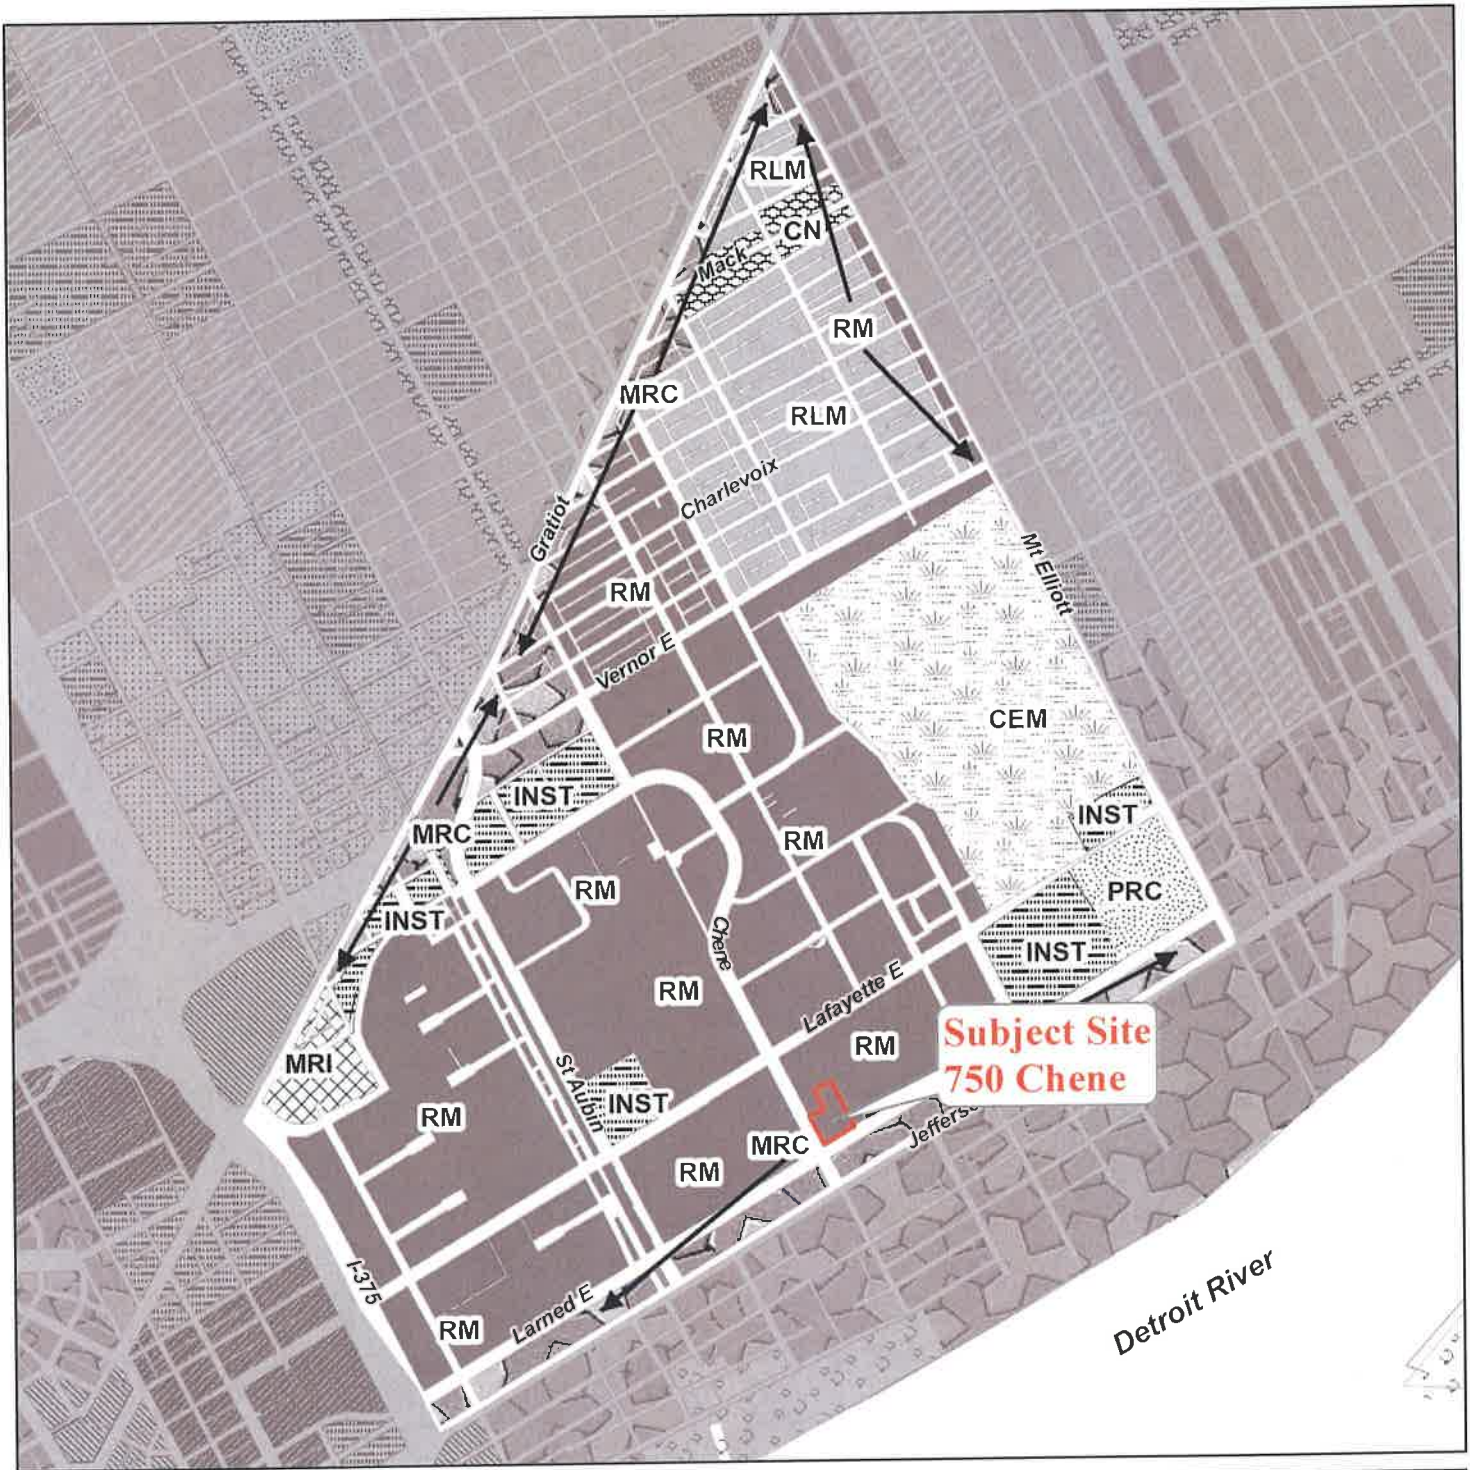 RLM
CN
Mack
RM
MRC
RLM
Charlevoix
Gratiot
Mt Elliott
RM
Vernor E
CEM
RM
INST
INST
MRC
RM
RM
PRC
INST
Chene
INST
RM
Lafayette E
RM
Subject Site
750 Chene
MRI
St Aubin
INST
RM
Jefferso
MRC
RM
I-375
Larned E
RM
Detroit River